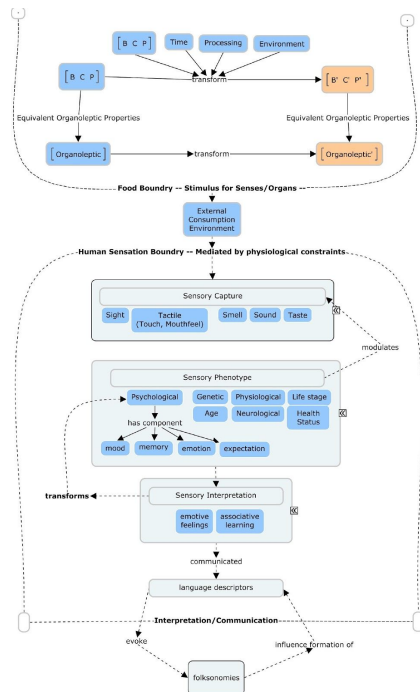 [ B C P ]
Time
Processing
Environment
[ B C P ]
transform
[ B' C' P' ]
Equivalent Organoleptic Properties
Equivalent Organoleptic Properties
[ Organoleptic ]
transform
[ Organoleptic' ]
Food Boundry -- Stimulus for Senses/Organs
External
Consumption
Environment
Human Sensation Boundry -- Mediated by physiological constraints
Sensory Capture
Sight
Tactile
(Touch, Mouthfeel)
Smell
Sound
Taste
modulates
Sensory Phenotype
Psychological
Genetic
Physiological
Life stage
Age
Neurological
Health
Status
has component
mood
memory
emotion
expectation
transforms
Sensory Interpretation
emotive
feelings
associative
learning
communicated
language descriptors
Interpretation/Communication
evoke
influence formation of
folksonomies